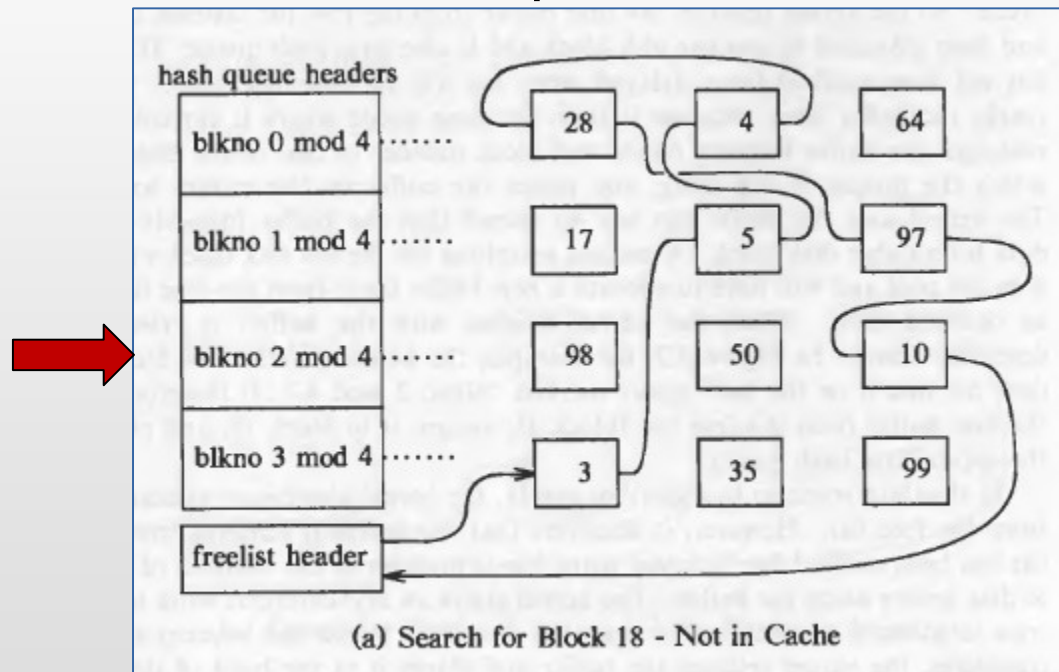 hash queue headers
blkno 0 mod 4 ...... 28 4 64
blkno 1 mod 4 ...... 17 5 97
blkno 2 mod 4 98 50 10
blkno 3 mod 4 ...... 3 35 99
freelist header
(a) Search for Block 18 - Not in Cache